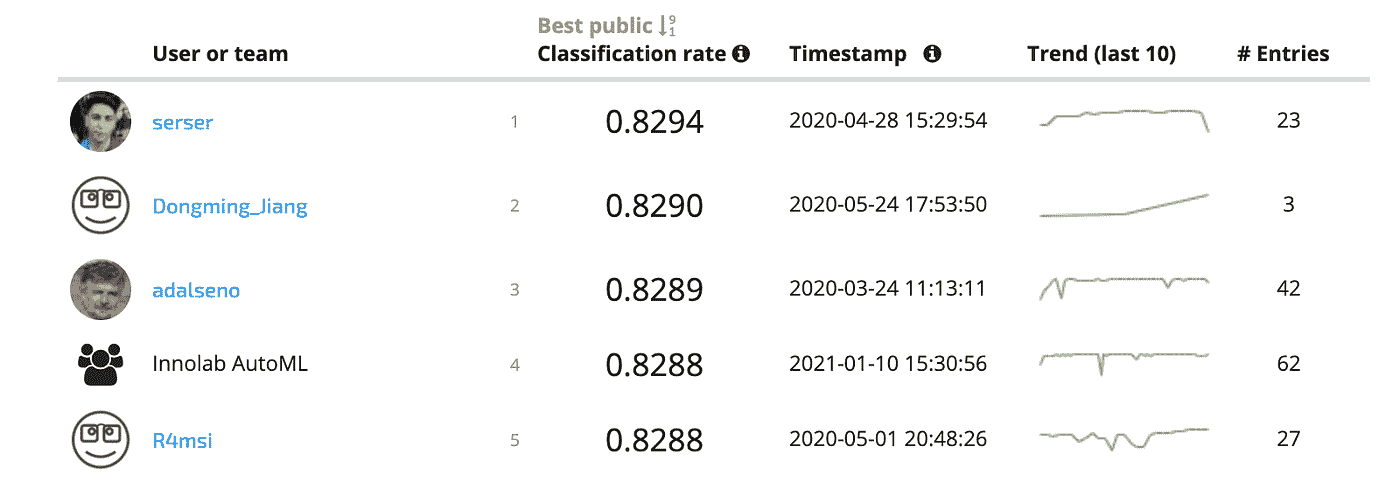 Best public 9 1
User or team Classification rate Timestamp Trend (last 10) # Entries
serser 1 0.8294 2020-04-28 15:29:54 23
Dongming_Jiang 2 0.8290 2020-05-24 17:53:50 3
adalseno 3 0.8289 2020-03-24 11:13:11 42
Innolab AutoML 4 0.8288 2021-01-10 15:30:56 62
R4msi 5 0.8288 2020-05-01 20:48:26 27